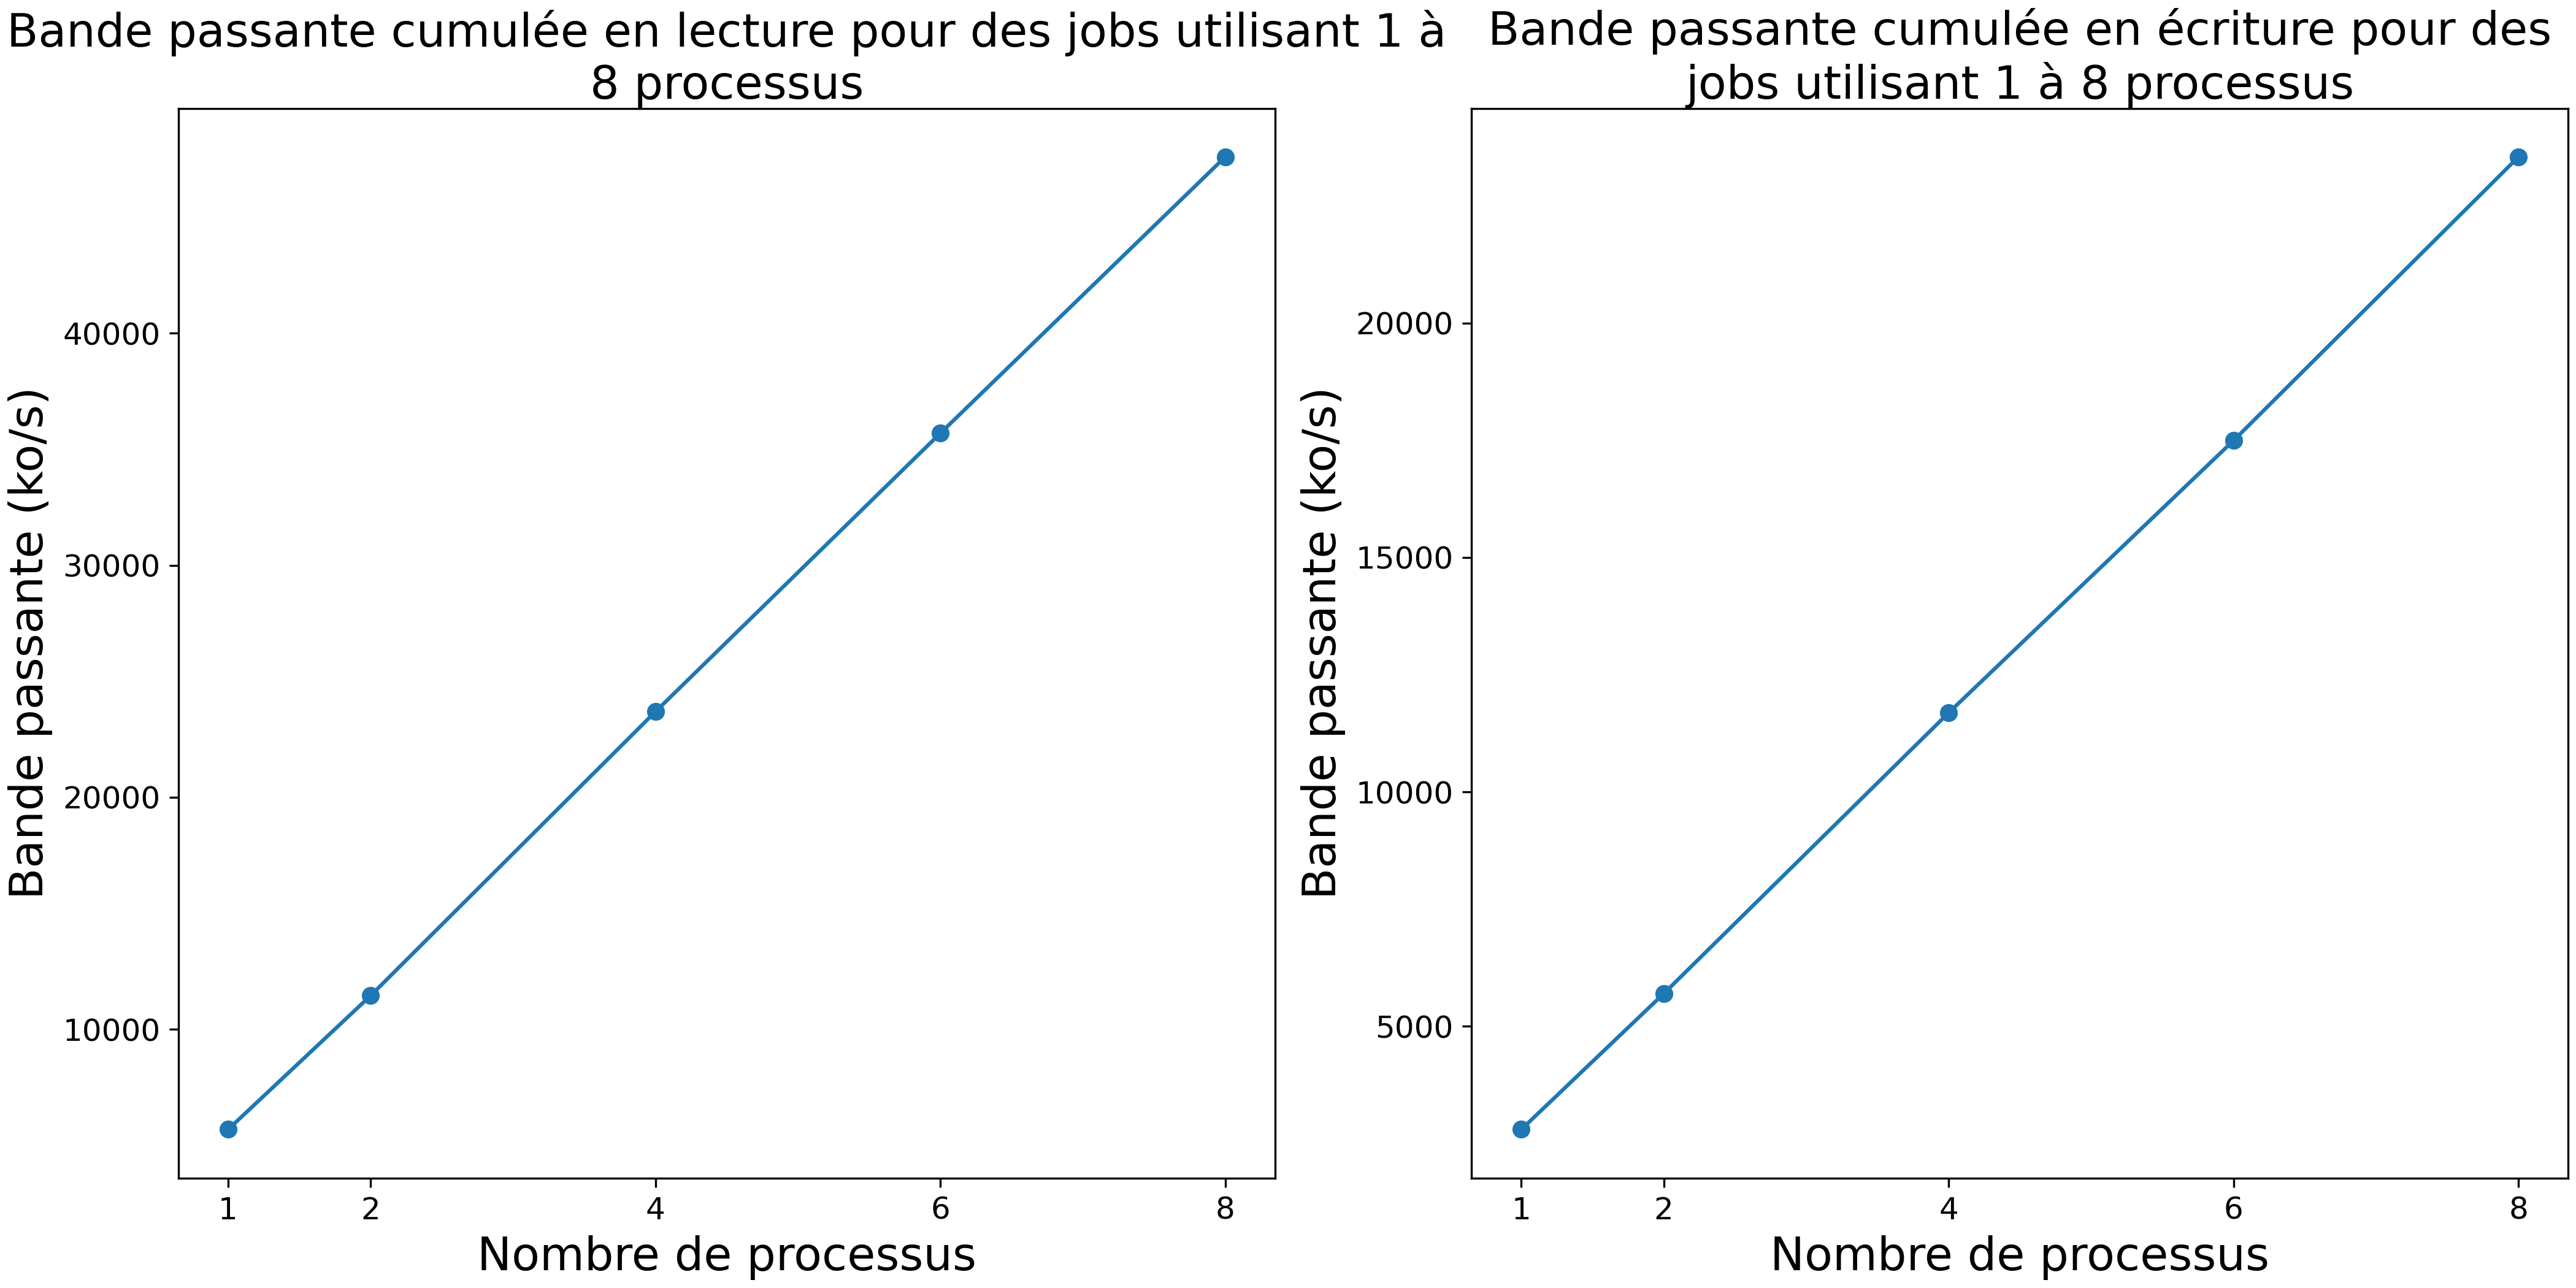 Bande passante cumulée en lecture pour des jobs utilisant 1 à
8 processus
Bande passante (ko/s)
40000
30000
20000
10000
1 2 4 6 8
Nombre de processus
Bande passante cumulée en écriture pour des
jobs utilisant 1 à 8 processus
Bande passante (ko/s)
20000
15000
10000
5000
1 2 4 6 8
Nombre de processus